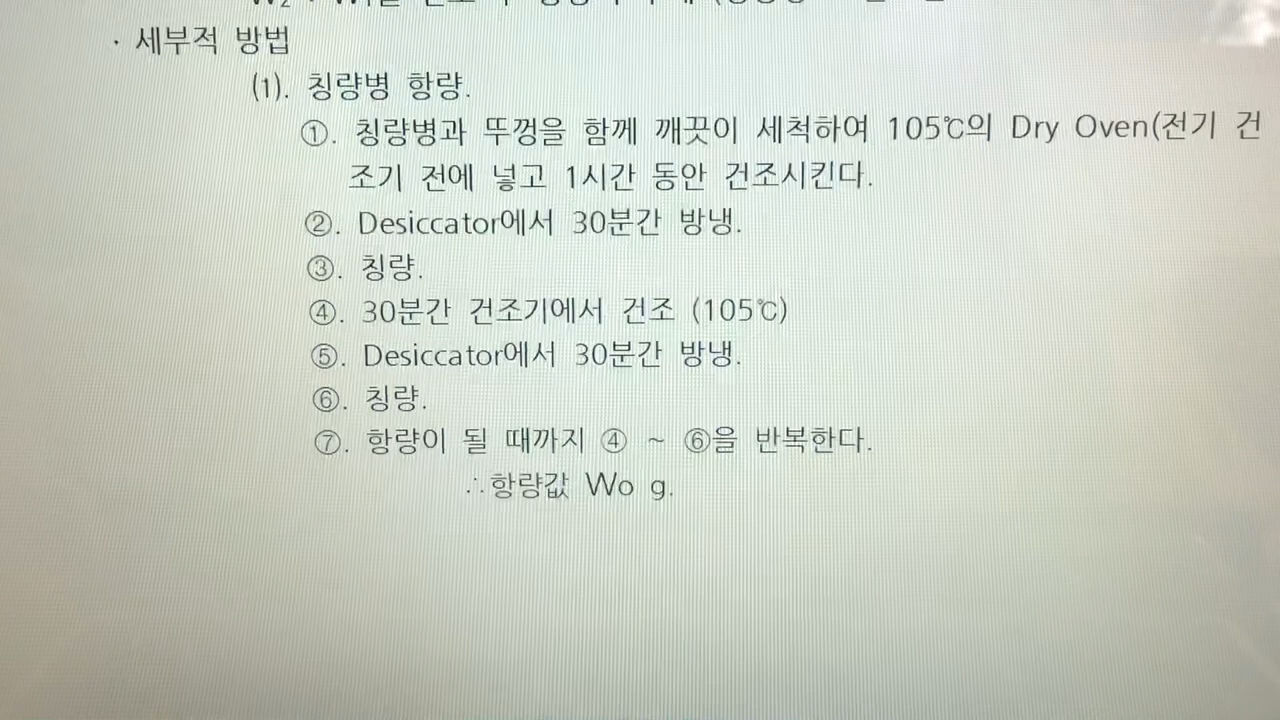 · 세부적 방법
(1). 칭량병 항량.
①. 칭량병과 뚜껑을 함께 깨끗이 세척하여 105℃의 Dry Oven(전기 건
조기 전에 넣고 1시간 동안 건조시킨다.
②. Desiccator에서 30분간 방냉.
③. 칭량.
④. 30분간 건조기에서 건조 (105℃)
⑤. Desiccator에서 30분간 방냉.
⑥. 칭량.
⑦. 항량이 될 때까지 ④ ~ ⑥을 반복한다.
∴항량값 Wo g.